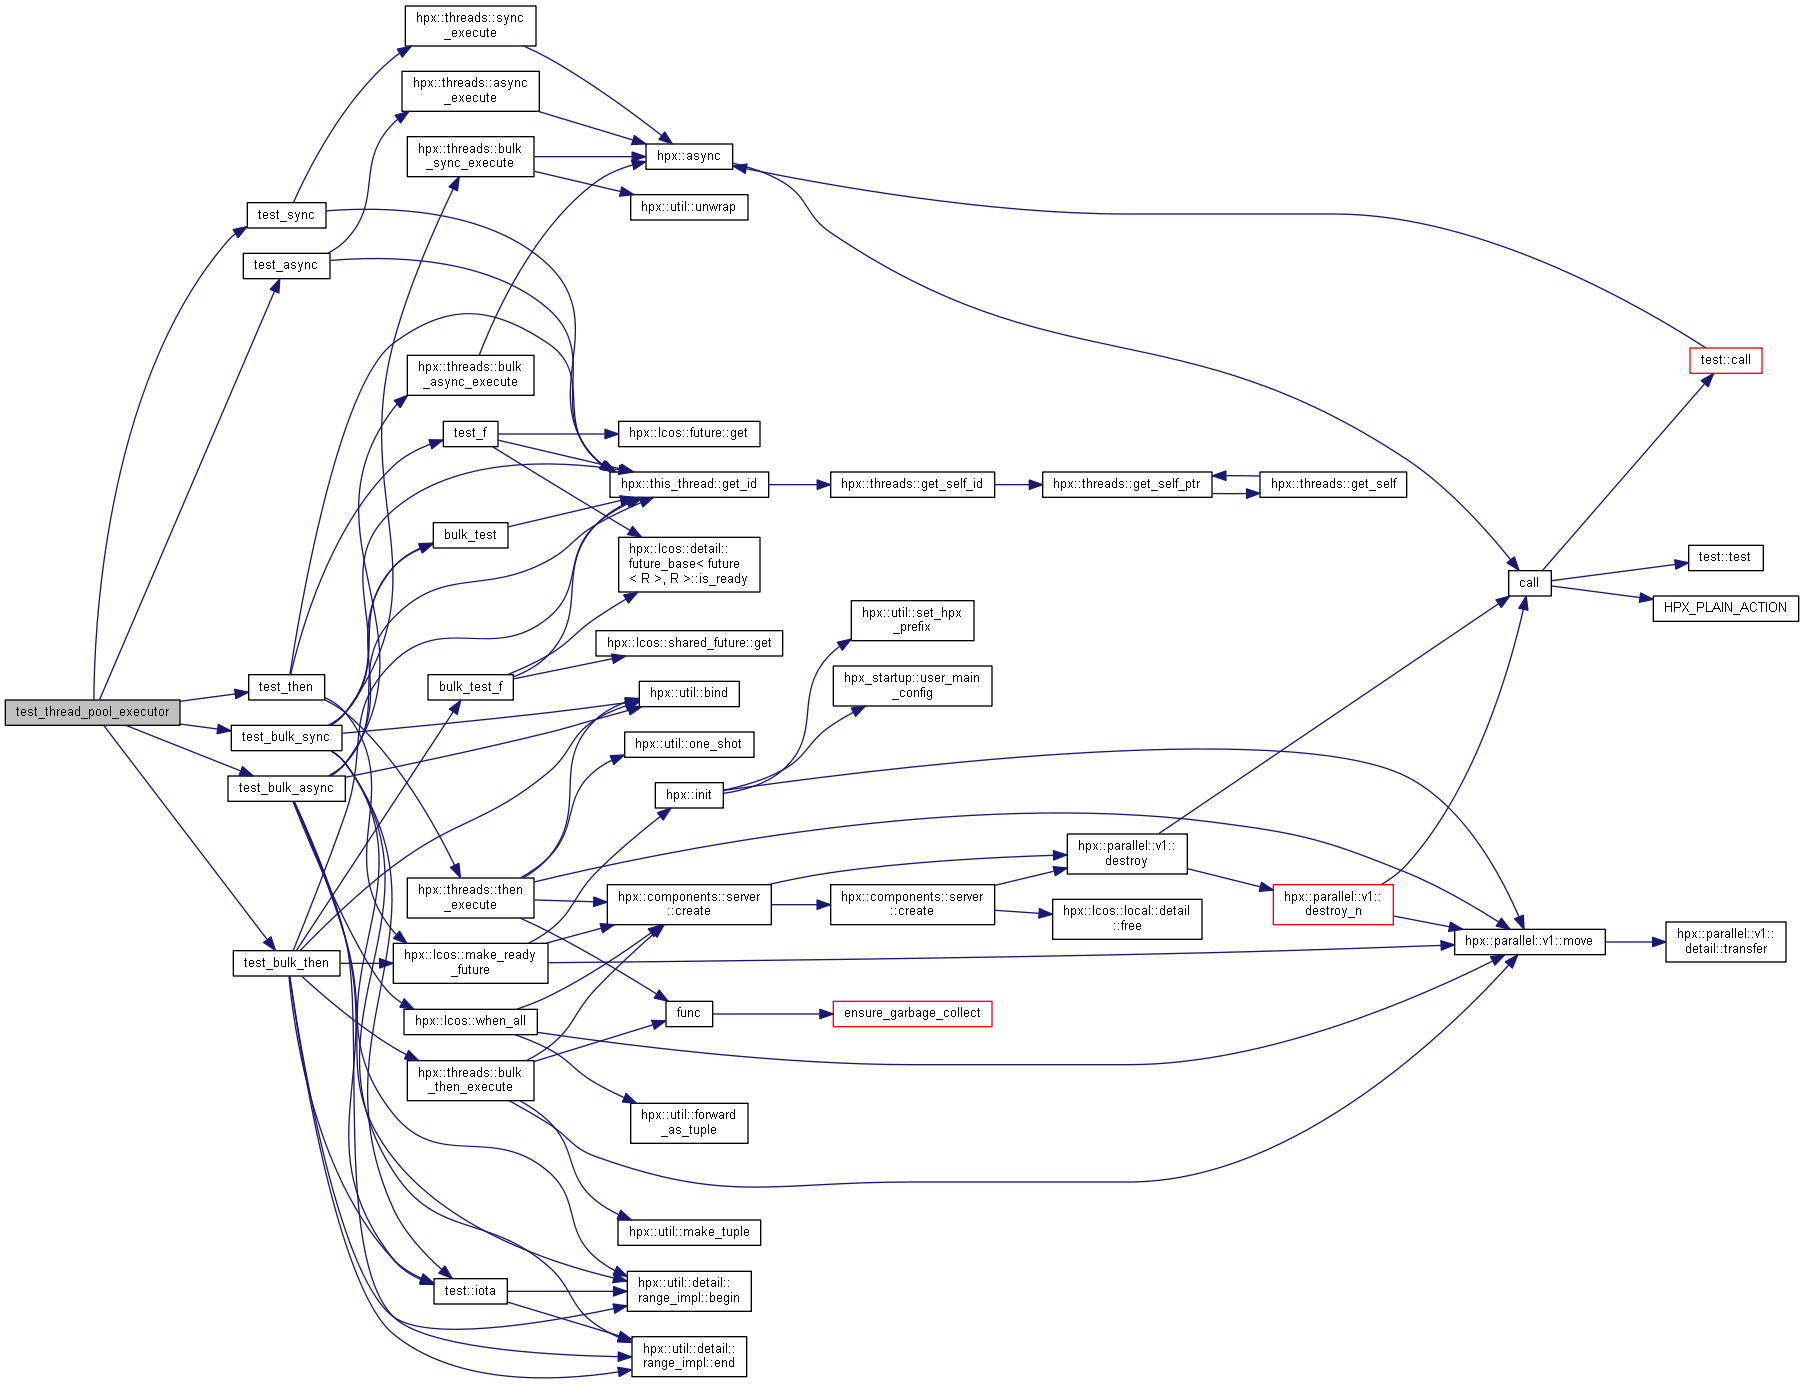 hpx::threads::sync
_execute
hpx::threads::async
_execute
hpx::threads::bulk
_sync_execute
hpx::async
hpx::util::unwrap
test_sync
test_async
hpx::threads::bulk
_async_execute
test::call
test_f
hpx::lcos::future::get
hpx::this_thread::get_id
hpx::threads::get_self_id
hpx::threads::get_self_ptr
hpx::threads::get_self
bulk_test
hpx::lcos::detail::
future_base< future
< R >, R >::is_ready
call
test::test
HPX_PLAIN_ACTION
hpx::util::set_hpx
_prefix
hpx::lcos::shared_future::get
hpx_startup::user_main
_config
test_then
bulk_test_f
hpx::util::bind
test_thread_pool_executor
test_bulk_sync
hpx::util::one_shot
test_bulk_async
hpx::init
hpx::parallel::v1::
destroy
hpx::threads::then
_execute
hpx::components::server
::create
hpx::components::server
::create
hpx::parallel::v1::
destroy_n
hpx::lcos::local::detail
::free
test_bulk_then
hpx::lcos::make_ready
_future
hpx::parallel::v1::move
hpx::parallel::v1::
detail::transfer
hpx::lcos::when_all
func
ensure_garbage_collect
hpx::threads::bulk
_then_execute
hpx::util::forward
_as_tuple
hpx::util::make_tuple
test::iota
hpx::util::detail::
range_impl::begin
hpx::util::detail::
range_impl::end